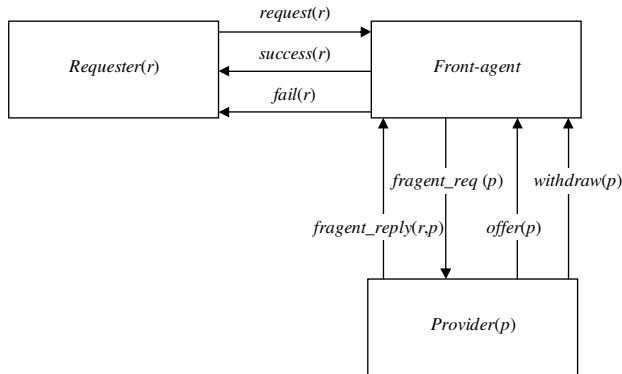 request(r)
success(r)
Requester(r)
Front-agent
fail(r)
fragent_req (p)
withdraw(p)
fragent_reply(r,p)
offer(p)
Provider(p)